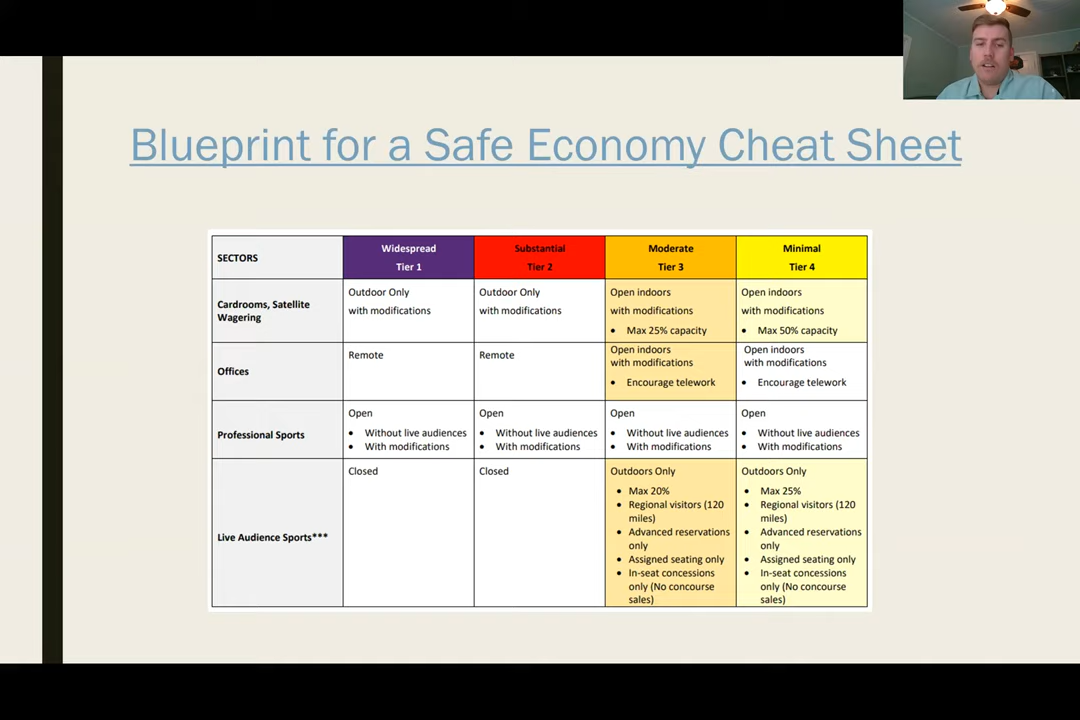 Blueprint for a Safe Economy Cheat Sheet
SECTORS
Widespread
Tier 1
Substantial
Tier 2
Moderate
Tier 3
Minimal
Tier 4
Cardrooms, Satellite
Wagering
Outdoor Only
with modifications
Outdoor Only
with modifications
Open indoors
with modifications
• Max 25% capacity
Open indoors
with modifications
• Max 50% capacity
Offices
Remote
Remote
Open indoors
with modifications
• Encourage telework
Open indoors
with modifications
• Encourage telework
Professional Sports
Open
• Without live audiences
• With modifications
Open
• Without live audiences
• With modifications
Open
• Without live audiences
• With modifications
Open
• Without live audiences
• With modifications
Live Audience Sports***
Closed
Closed
Outdoors Only
• Max 20%
• Regional visitors (120
miles)
• Advanced reservations
only
• Assigned seating only
• In-seat concessions
only (No concourse
sales)
Outdoors Only
• Max 25%
• Regional visitors (120
miles)
• Advanced reservations
only
• Assigned seating only
• In-seat concessions
only (No concourse
sales)